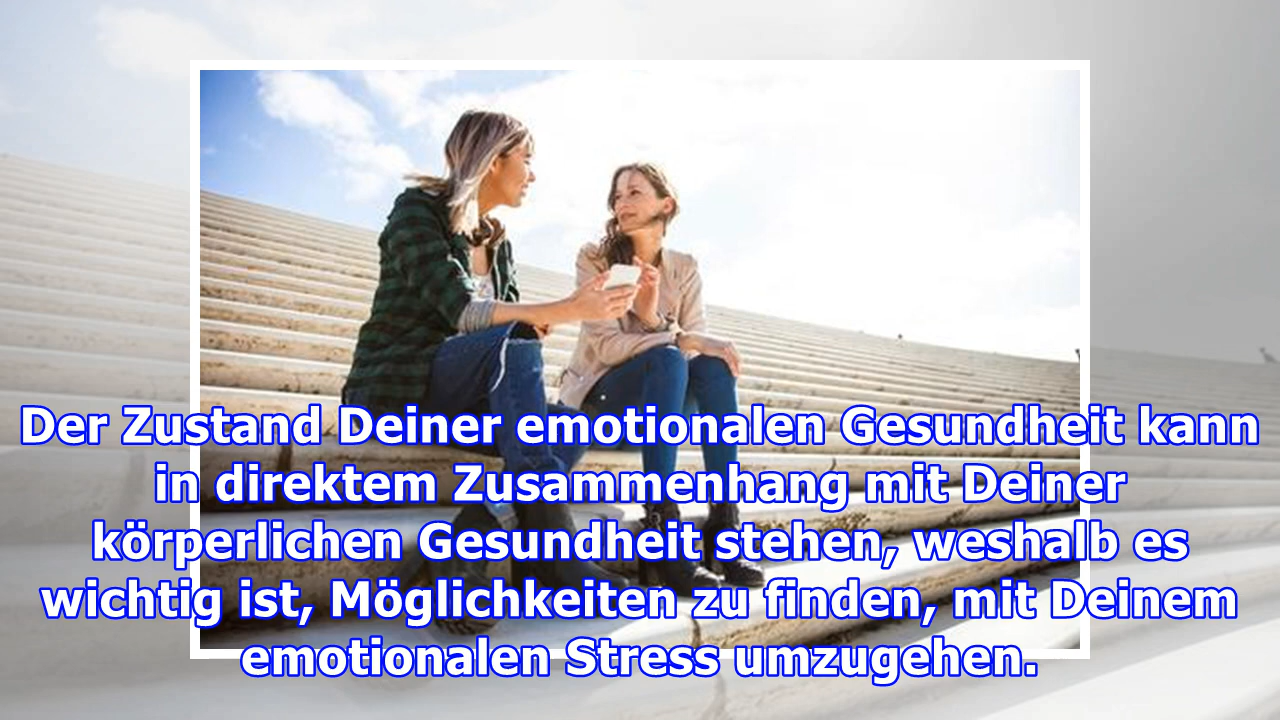 Der Zustand Deiner emotionalen Gesundheit kann
in direktem Zusammenhang mit Deiner
körperlichen Gesundheit stehen, weshalb es
wichtig ist, Möglichkeiten zu finden, mit Deinem
emotionalen Stress umzugehen.